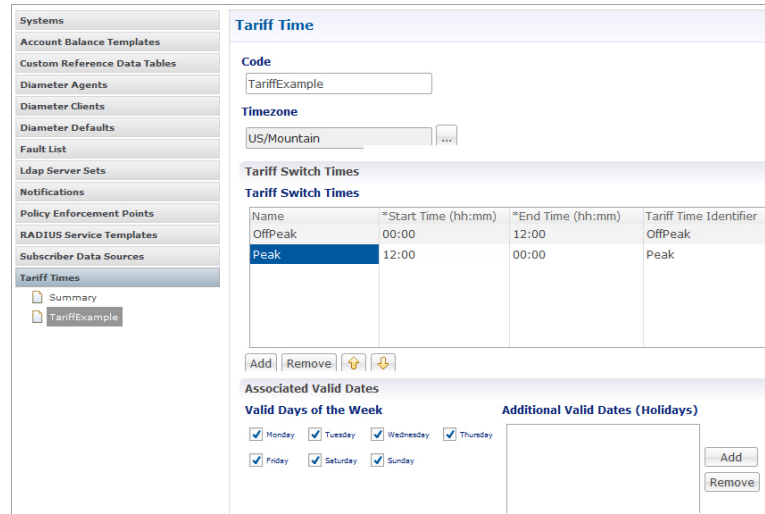 Systems
Account Balance Templates
Custom Reference Data Tables
Diameter Agents
Diameter Clients
Diameter Defaults
Fault List
Ldap Server Sets
Notifications
Policy Enforcement Points
RADIUS Service Templates
Subscriber Data Sources
Tariff Times
Summary
TariffExample
Tariff Time
Code
TariffExample
Timezone
US/Mountain ...
Tariff Switch Times
Tariff Switch Times
Name *Start Time (hh:mm) *End Time (hh:mm) Tariff Time Identifier
OffPeak 00:00 12:00 OffPeak
Peak 12:00 00:00 Peak
Add Remove
Associated Valid Dates
Valid Days of the Week Additional Valid Dates (Holidays)
Monday Tuesday Wednesday Thursday
Friday Saturday Sunday
Add
Remove